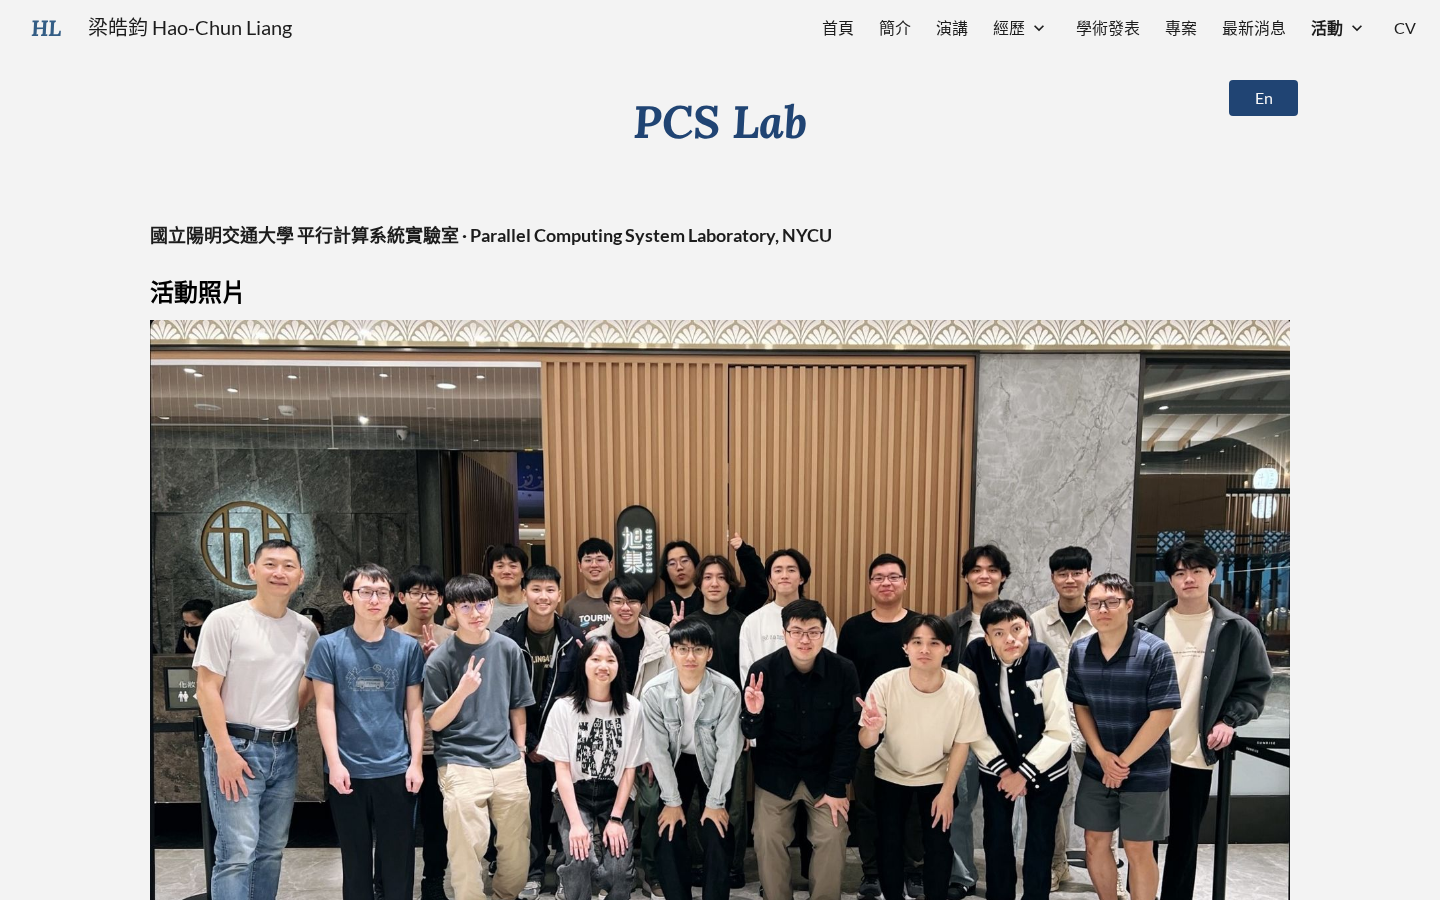 HL
梁皓鈞 Hao-Chun Liang
首頁
簡介
演講
經歷
學術發表
專案
最新消息
活動
CV
En
PCS Lab
國立陽明交通大學 平行計算系統實驗室 · Parallel Computing System Laboratory, NYCU
活動照片
旭集
SUNRISE
TOURIN